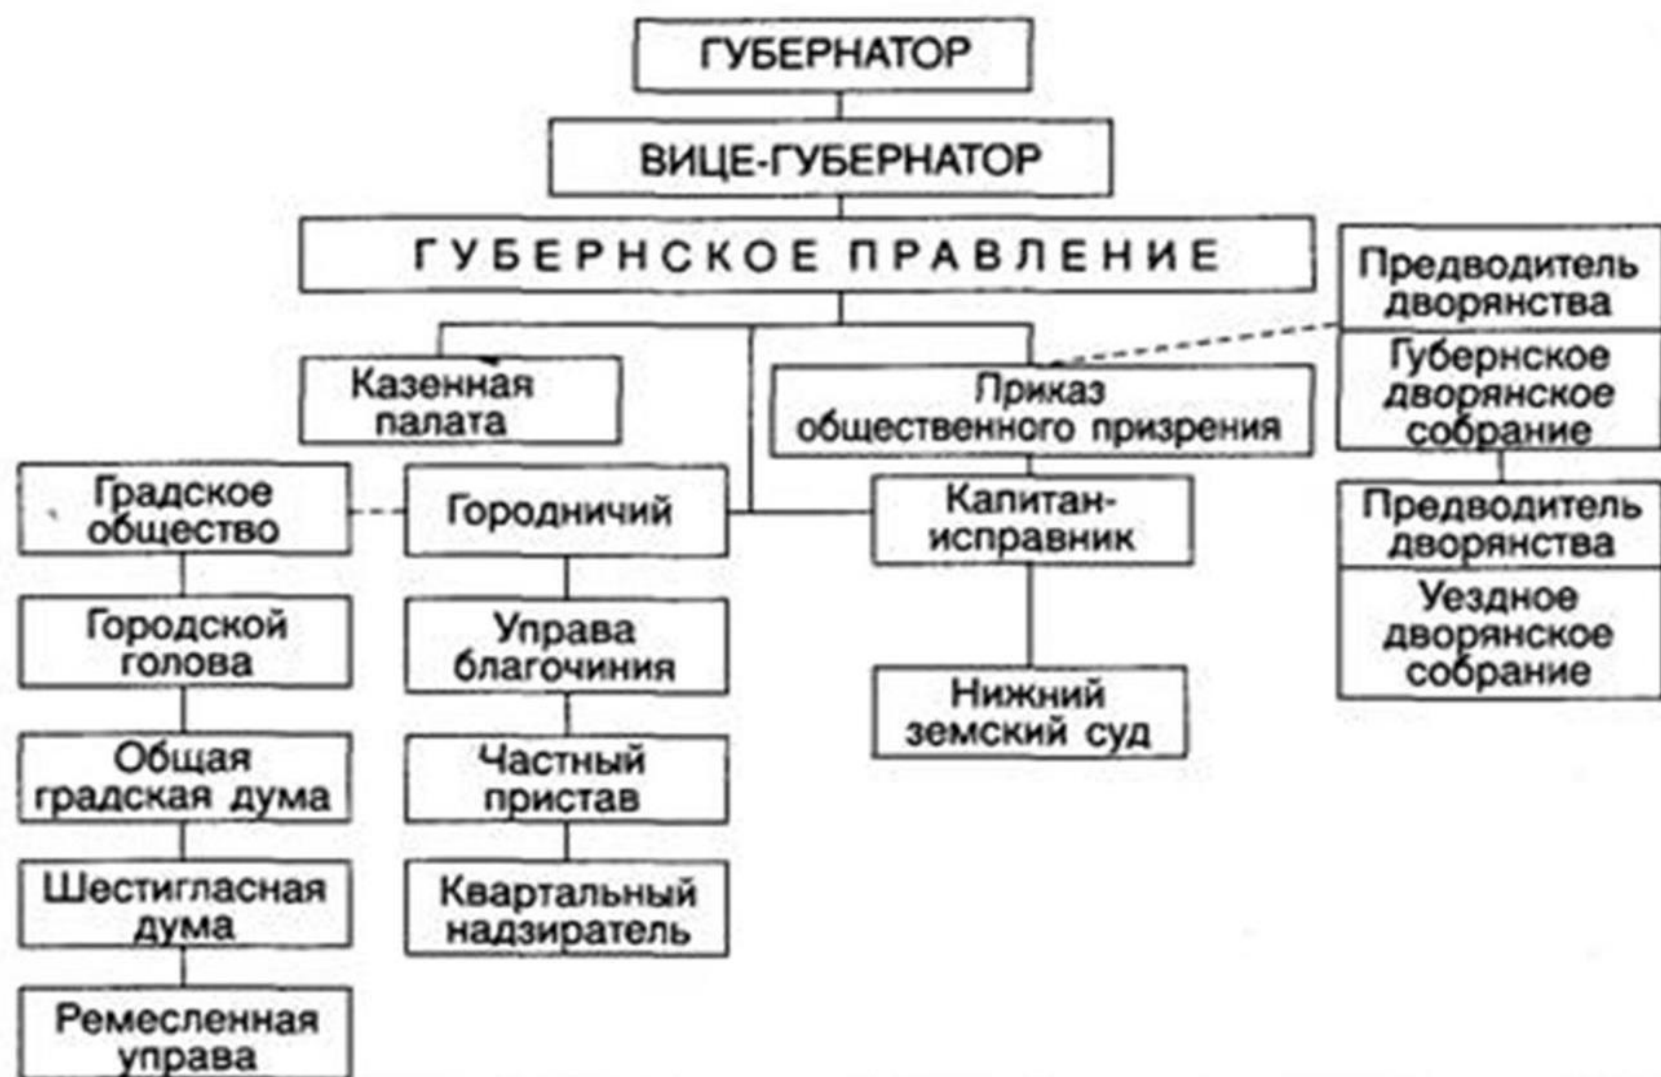 ГУБЕРНАТОР
ВИЦЕ-ГУБЕРНАТОР
ГУБЕРНСКОЕ ПРАВЛЕНИЕ
Предводитель
дворянства
Губернское
дворянское
собрание
Казенная
палата
Приказ
общественного призрения
Градское
общество
Городничий
Капитан-
исправник
Предводитель
дворянства
Уездное
дворянское
собрание
Городской
голова
Управа
благочиния
Нижний
земский суд
Общая
градская дума
Частный
пристав
Шестигласная
дума
Квартальный
надзиратель
Ремесленная
управа